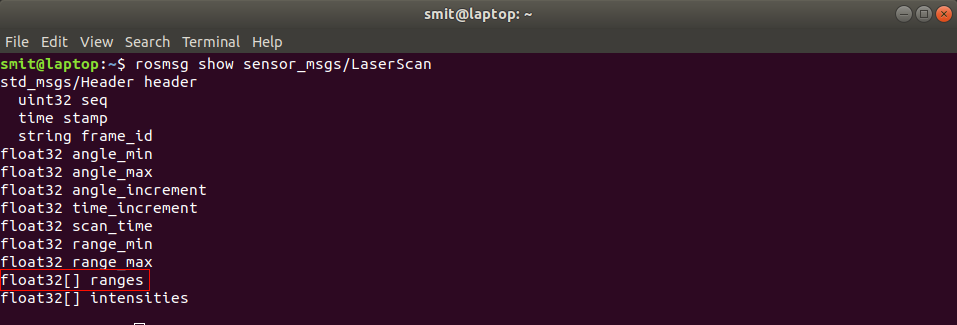 smit@laptop: ~
File Edit View Search Terminal Help
smit@laptop:~$ rosmsg show sensor_msgs/LaserScan
std_msgs/Header header
  uint32 seq
  time stamp
  string frame_id
float32 angle_min
float32 angle_max
float32 angle_increment
float32 time_increment
float32 scan_time
float32 range_min
float32 range_max
float32[] ranges
float32[] intensities